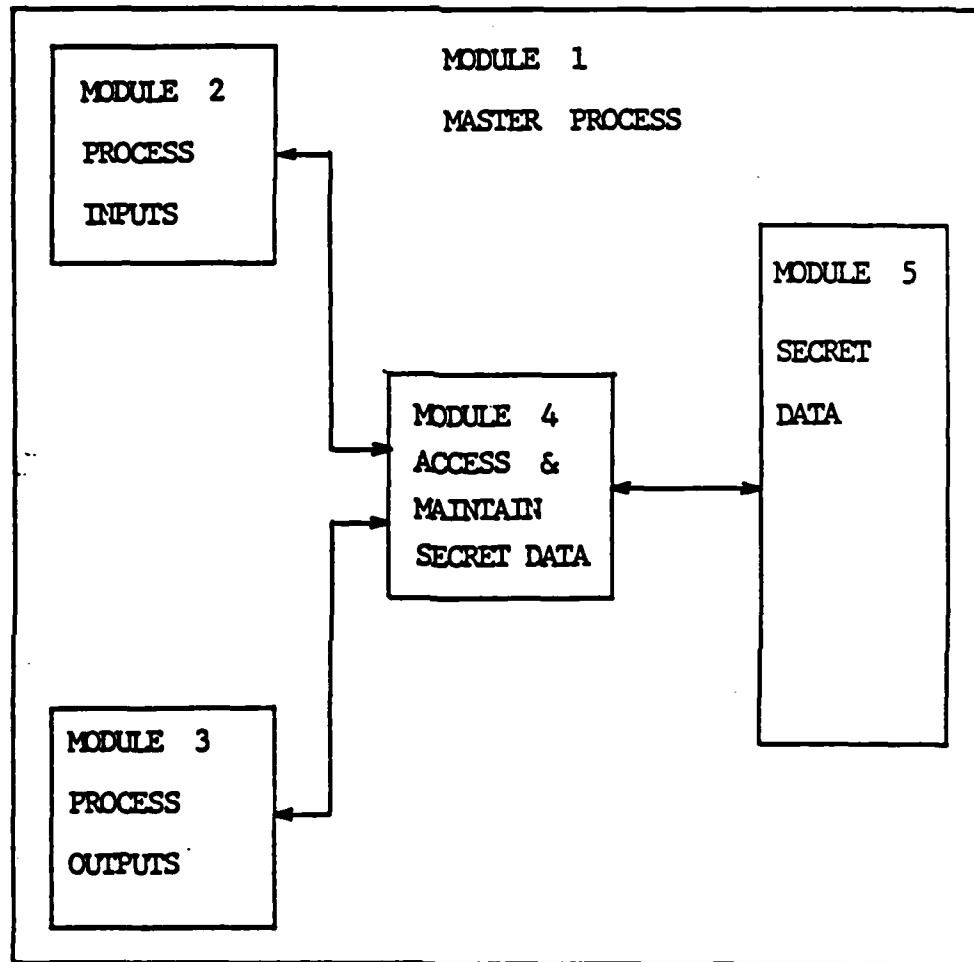 MODULE 1
MASTER PROCESS
MODULE 2
PROCESS
INPUTS
MODULE 5
SECRET
DATA
MODULE 4
ACCESS &
MAINTAIN
SECRET DATA
MODULE 3
PROCESS
OUTPUTS